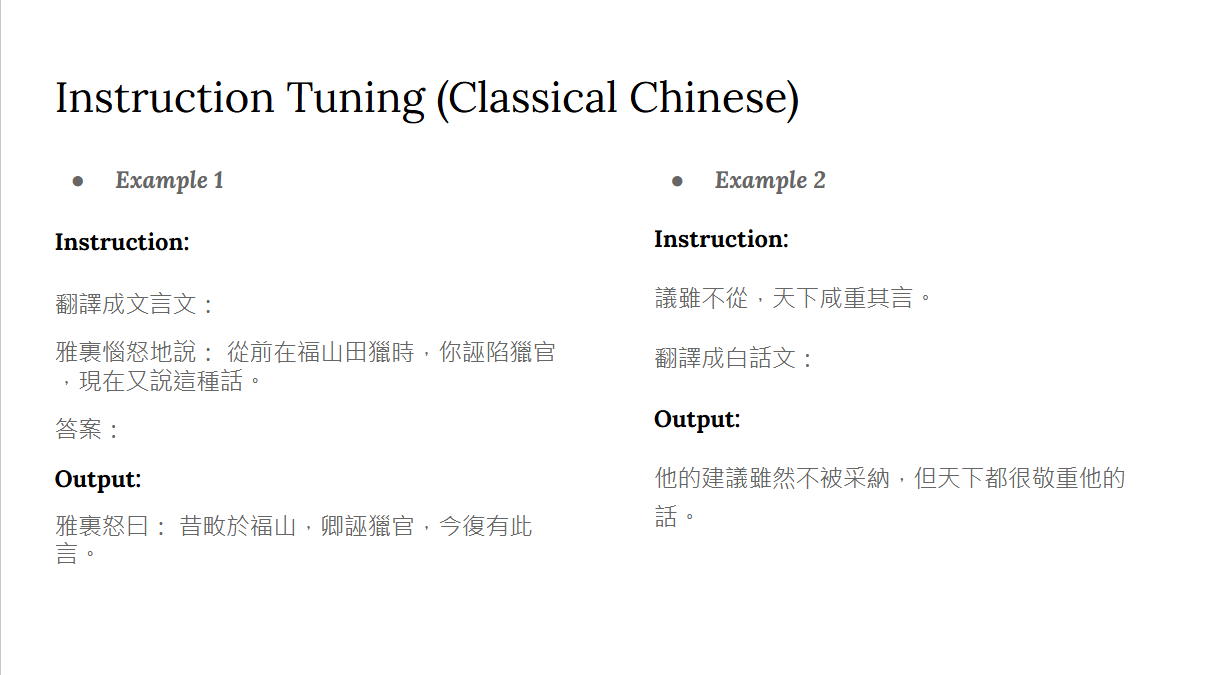 Instruction Tuning (Classical Chinese)
● Example 1
Instruction:
翻譯成文言文：
雅裏惱怒地說： 從前在福山田獵時，你誣陷獵官
，現在又說這種話。
答案：
Output:
雅裏怒曰： 昔畋於福山，卿誣獵官，今復有此
言。
● Example 2
Instruction:
議雖不從，天下咸重其言。
翻譯成白話文：
Output:
他的建議雖然不被采納，但天下都很敬重他的
話。